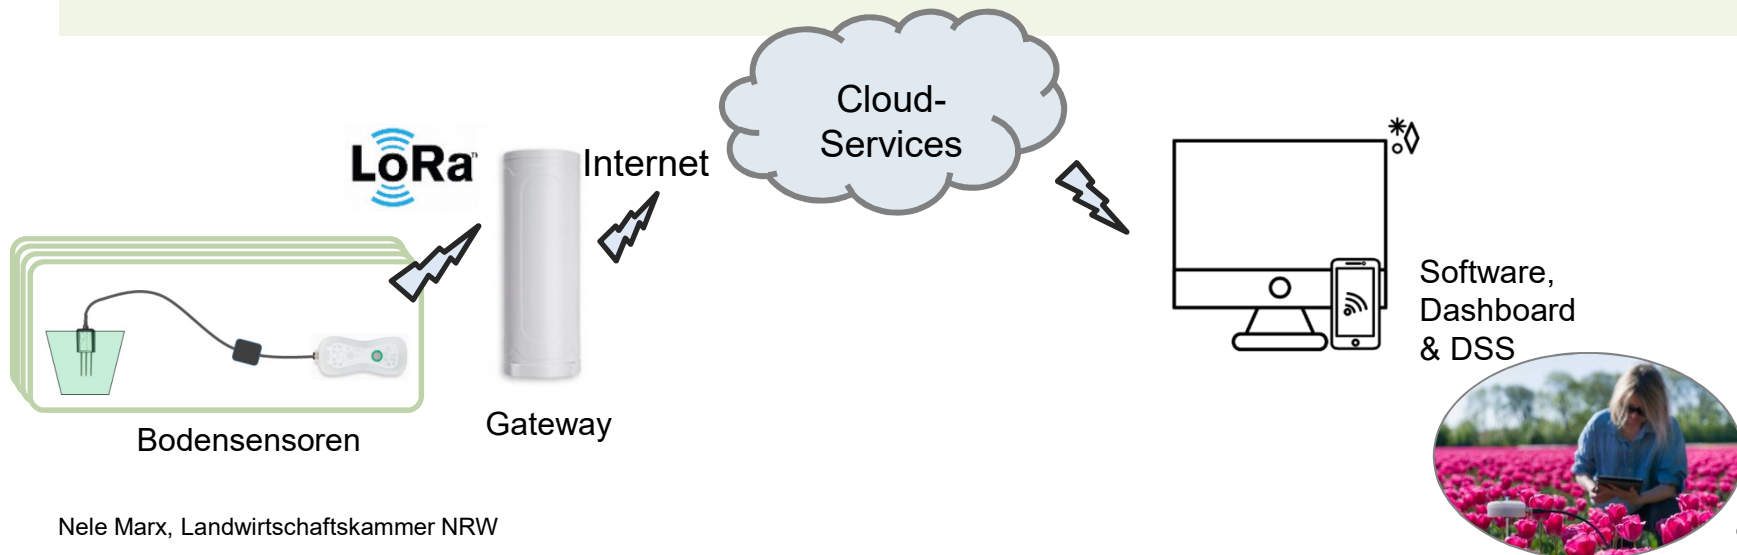 Cloud-
Services
LoRa
Internet
Software,
Dashboard
& DSS
Gateway
Bodensensoren
Nele Marx, Landwirtschaftskammer NRW